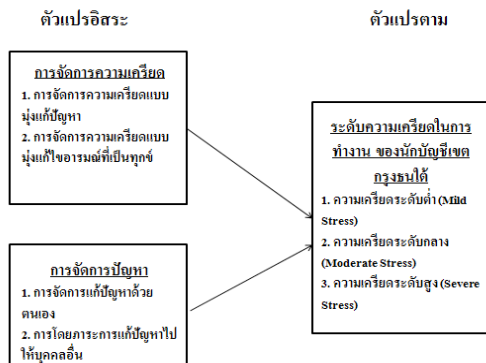 ตัวแปรอิสระ
ตัวแปรตาม
การจัดการความเครียด
1. การจัดการความเครียดแบบ
มุ่งแก้ปัญหา
2. การจัดการความเครียดแบบ
มุ่งแก้ไขอารมณ์ที่เป็นทุกข์
การจัดการปัญหา
1. การจัดการแก้ปัญหาด้วย
ตนเอง
2. การโดยภาระการแก้ปัญหาไป
ให้บุคคลอื่น
ระดับความเครียดในการ
ทำงาน ของนักบัญชีเขต
กรุงธนใต้
1. ความเครียดระดับต่ำ (Mild
Stress)
2. ความเครียดระดับกลาง
(Moderate Stress)
3. ความเครียดระดับสูง (Severe
Stress)